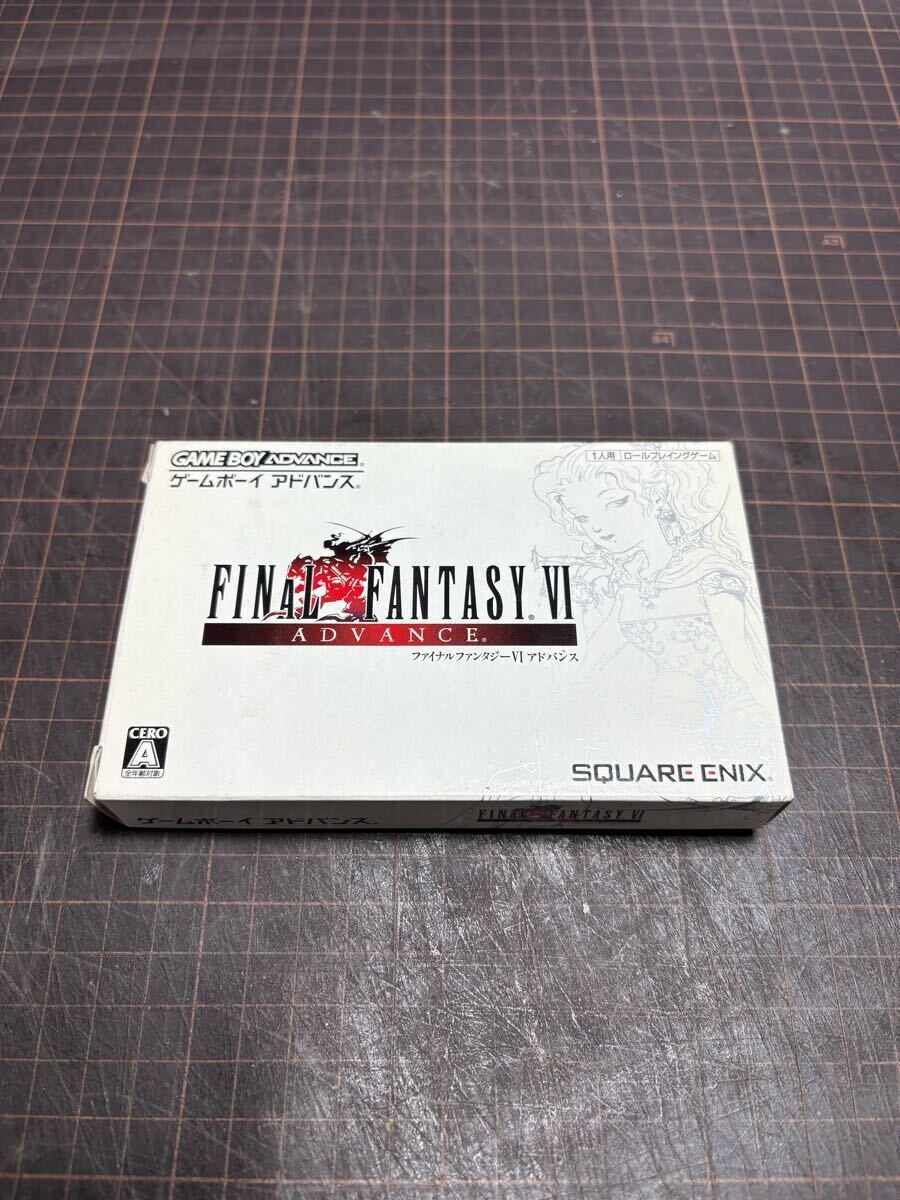 GAME BOY ADVANCE
ゲームボーイ アドバンス
1人用 ロールプレイングゲーム
FINAL FANTASY VI
ADVANCE
ファイナルファンタジーVI アドバンス
CERO
A
全年齢対象
SQUARE ENIX
ゲームボーイ アドバンス
FINAL FANTASY VI